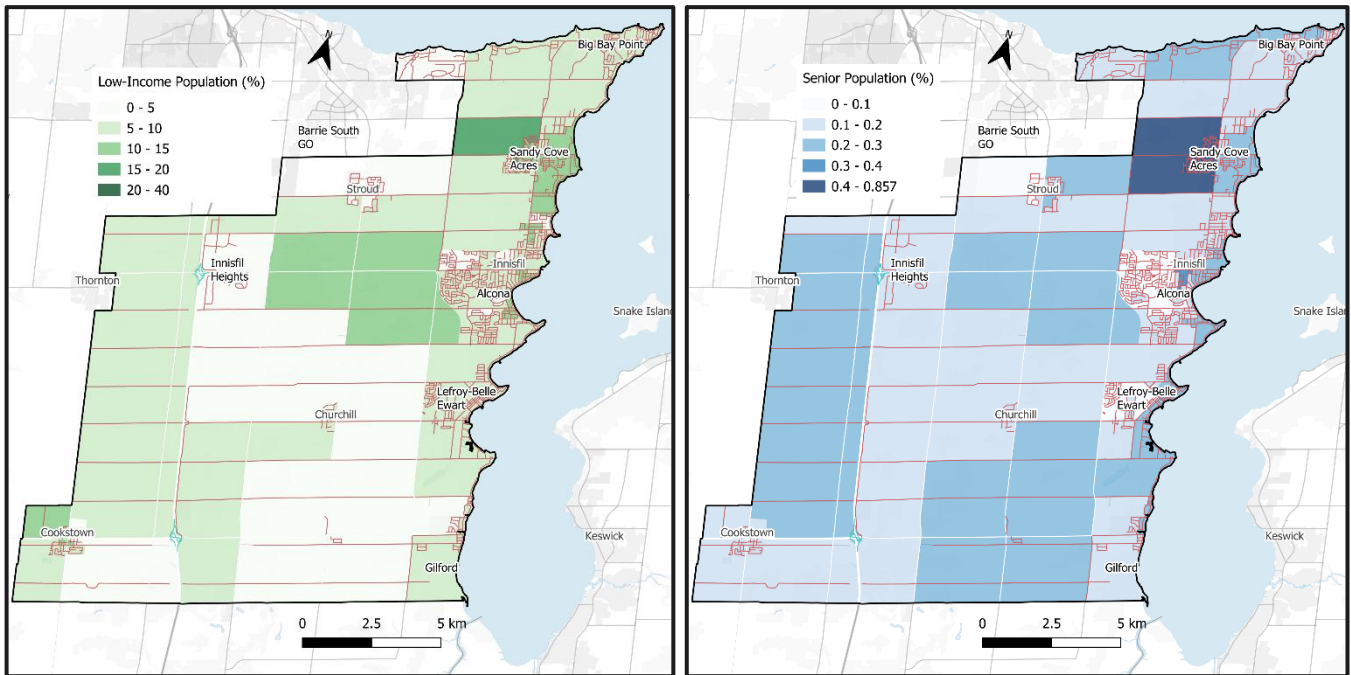 N
Big Bay Point
Low-Income Population (%)
0 - 5
5 - 10
10 - 15
15 - 20
20 - 40
Barrie South
GO
Sandy Cove
Acres
Stroud
Innisfil
Innisfil
Heights
Thornton
Alcona
Snake Island
Lefroy-Belle
Ewart
Churchill
Cookstown
Keswick
Gilford
0 2.5 5 km
N
Big Bay Point
Senior Population (%)
0 - 0.1
0.1 - 0.2
0.2 - 0.3
0.3 - 0.4
0.4 - 0.857
Barrie South
GO
Sandy Cove
Acres
Stroud
Innisfil
Innisfil
Heights
Thornton
Alcona
Snake Island
Lefroy-Belle
Ewart
Churchill
Cookstown
Keswick
Gilford
0 2.5 5 km